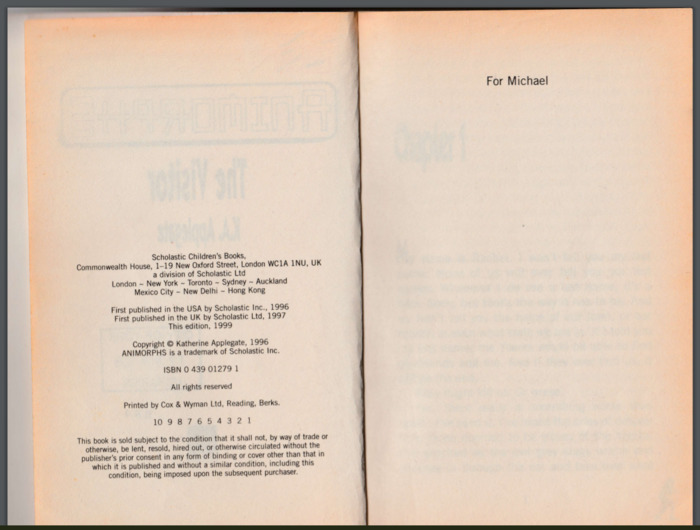 Scholastic Children's Books,
Commonwealth House, 1–19 New Oxford Street, London WC1A 1NU, UK
a division of Scholastic Ltd
London ~ New York ~ Toronto ~ Sydney ~ Auckland
Mexico City ~ New Delhi ~ Hong Kong
First published in the USA by Scholastic Inc., 1996
First published in the UK by Scholastic Ltd, 1997
This edition, 1999
Copyright © Katherine Applegate, 1996
ANIMORPHS is a trademark of Scholastic Inc.
ISBN 0 439 01279 1
All rights reserved
Printed by Cox & Wyman Ltd, Reading, Berks.
10 9 8 7 6 5 4 3 2 1
This book is sold subject to the condition that it shall not, by way of trade or
otherwise, be lent, resold, hired out, or otherwise circulated without the
publisher's prior consent in any form of binding or cover other than that in
which it is published and without a similar condition, including this
condition, being imposed upon the subsequent purchaser.
For Michael
ANIMORPHS
The Visitor
K.A. Applegate
Chapter 1